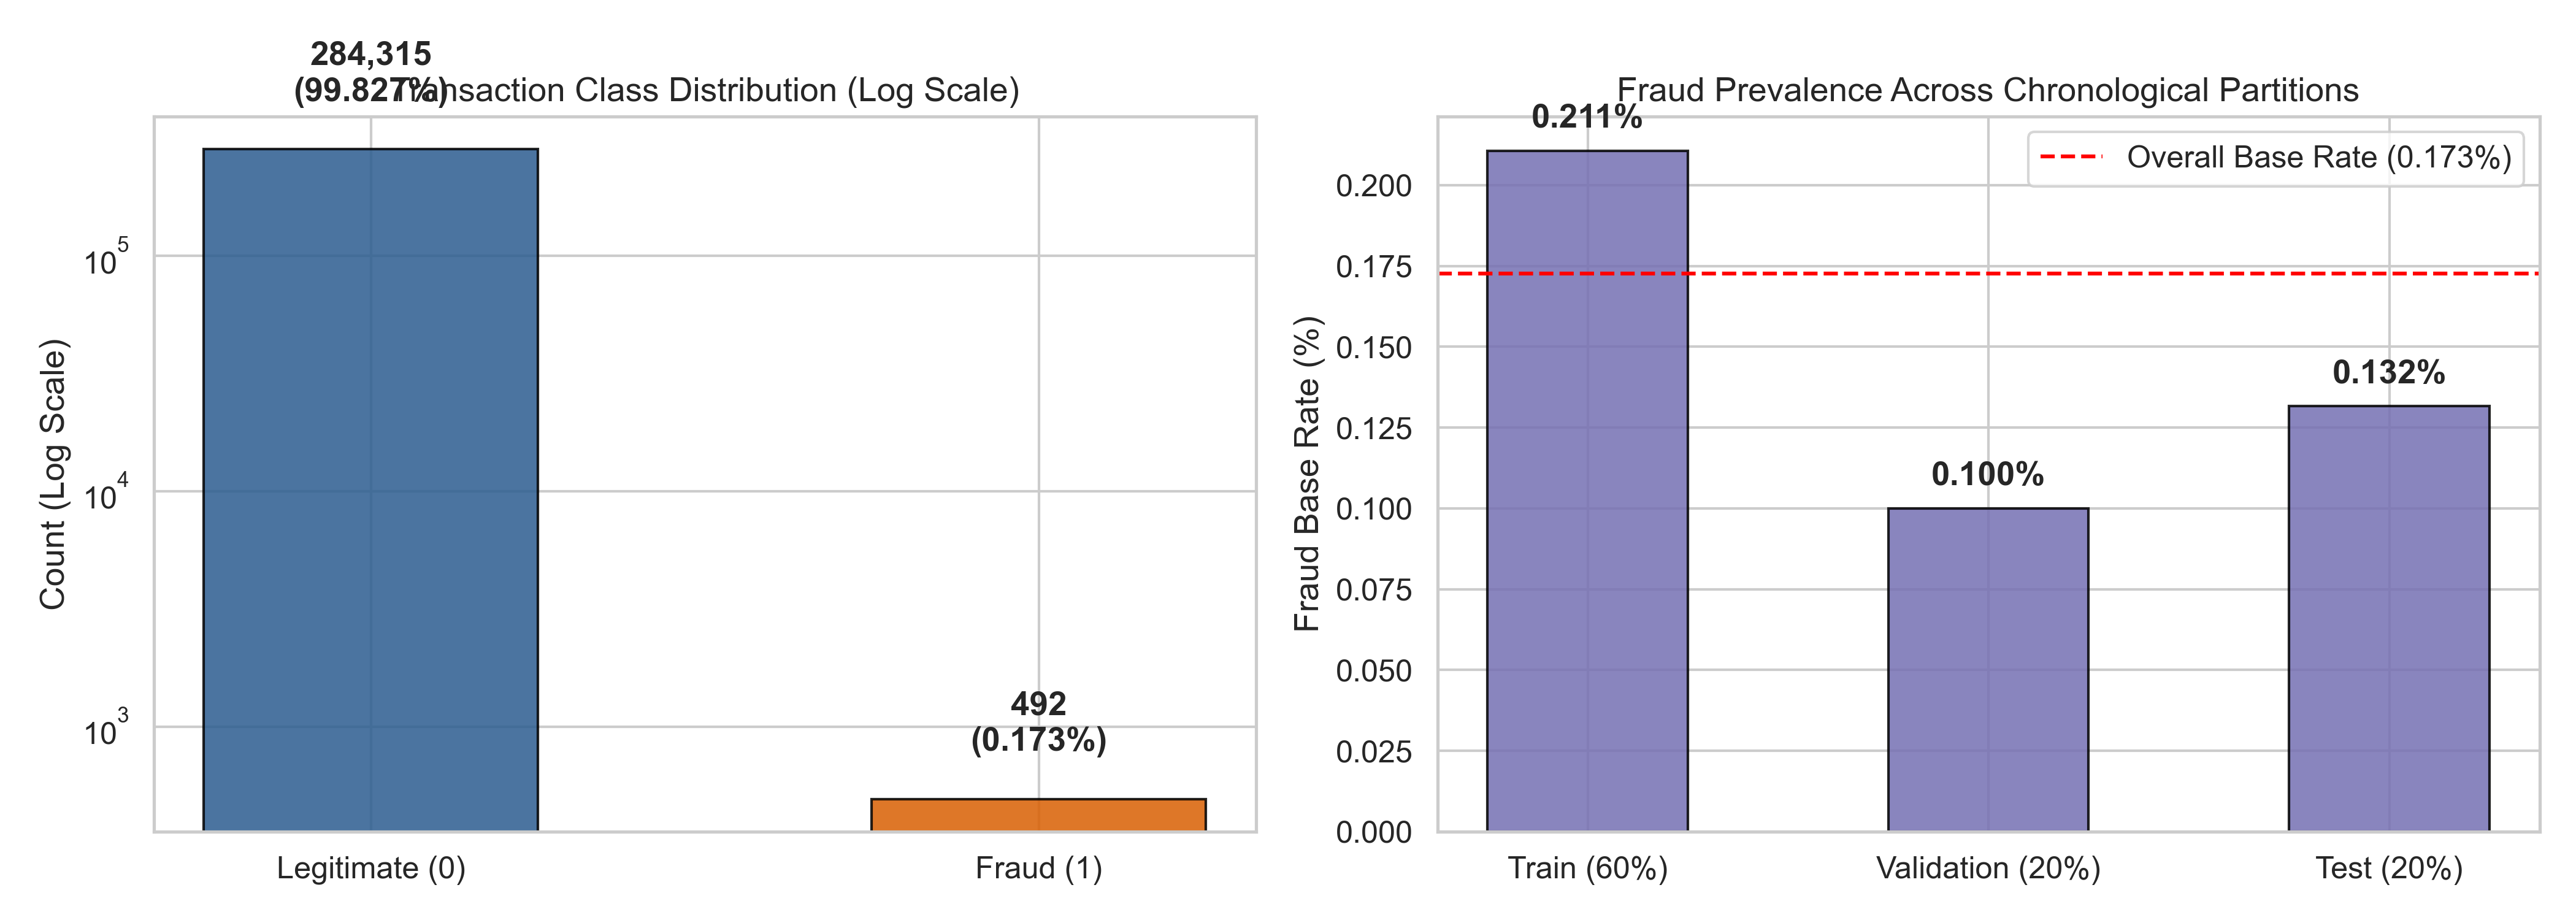 284,315
(99.827%)
Transaction Class Distribution (Log Scale)
Count (Log Scale)
10^5
10^4
10^3
492
(0.173%)
Legitimate (0)
Fraud (1)
Fraud Prevalence Across Chronological Partitions
0.211%
Overall Base Rate (0.173%)
Fraud Base Rate (%)
0.200
0.175
0.150
0.125
0.100
0.075
0.050
0.025
0.000
0.100%
0.132%
Train (60%)
Validation (20%)
Test (20%)